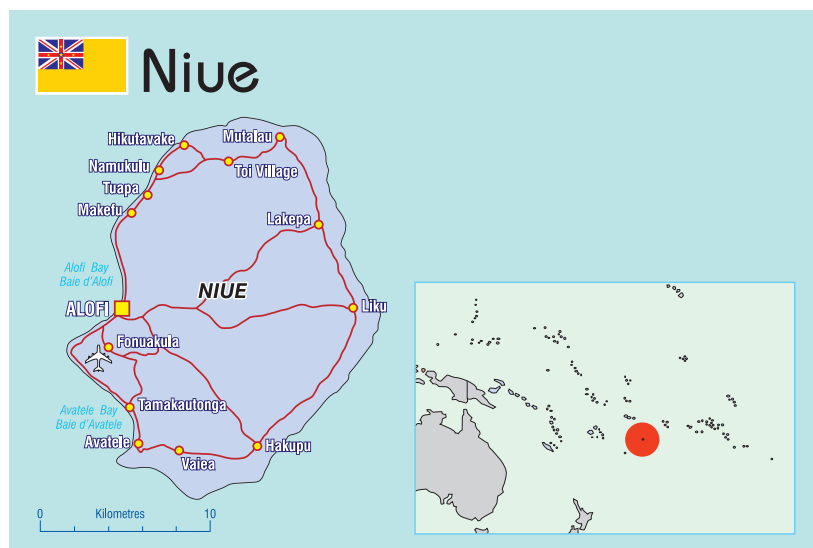 Niue
Hikutavake
Mutalau
Namukulu
Toi Village
Tuapa
Makefu
Lakepa
Alofi Bay
Baie d'Alofi
NIUE
ALOFI
Liku
Fonuakula
Tamakautonga
Avatele Bay
Baie d'Avatele
Avatele
Hakupu
Vaiea
0 Kilometres 10